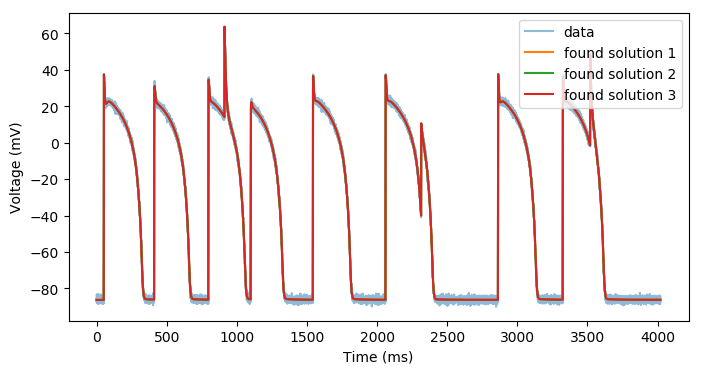 data
found solution 1
found solution 2
found solution 3
60
40
20
0
−20
−40
−60
−80
Voltage (mV)
0 500 1000 1500 2000 2500 3000 3500 4000
Time (ms)